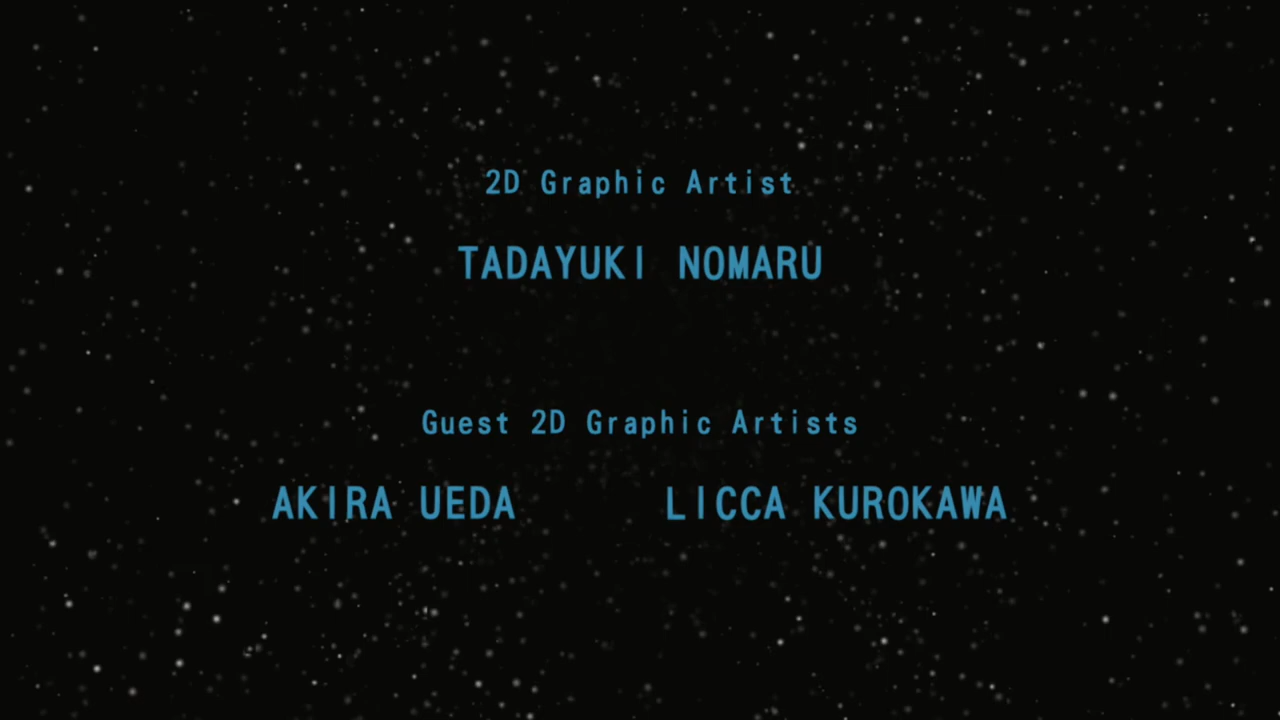 2D Graphic Artist
TADAYUKI NOMARU
Guest 2D Graphic Artists
AKIRA UEDA LICCA KUROKAWA